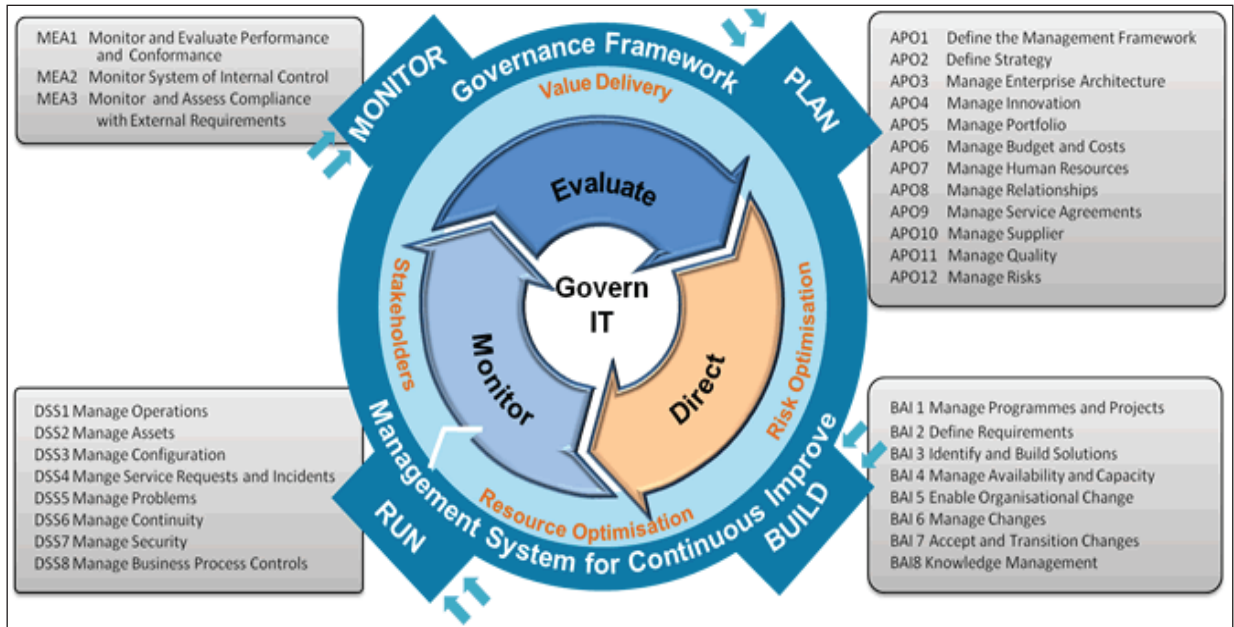 MEA1 Monitor and Evaluate Performance
and Conformance
MEA2 Monitor System of Internal Control
MEA3 Monitor and Assess Compliance
with External Requirements
MONITOR
Governance Framework
PLAN
APO1 Define the Management Framework
APO2 Define Strategy
APO3 Manage Enterprise Architecture
APO4 Manage Innovation
APO5 Manage Portfolio
APO6 Manage Budget and Costs
APO7 Manage Human Resources
APO8 Manage Relationships
APO9 Manage Service Agreements
APO10 Manage Supplier
APO11 Manage Quality
APO12 Manage Risks
Value Delivery
Evaluate
Govern
IT
Stakeholders
Monitor
Direct
Risk Optimisation
Resource Optimisation
Management System for Continuous Improve
DSS1 Manage Operations
DSS2 Manage Assets
DSS3 Manage Configuration
DSS4 Mange Service Requests and Incidents
DSS5 Manage Problems
DSS6 Manage Continuity
DSS7 Manage Security
DSS8 Manage Business Process Controls
RUN
BUILD
BAI 1 Manage Programmes and Projects
BAI 2 Define Requirements
BAI 3 Identify and Build Solutions
BAI 4 Manage Availability and Capacity
BAI 5 Enable Organisational Change
BAI 6 Manage Changes
BAI 7 Accept and Transition Changes
BAI8 Knowledge Management